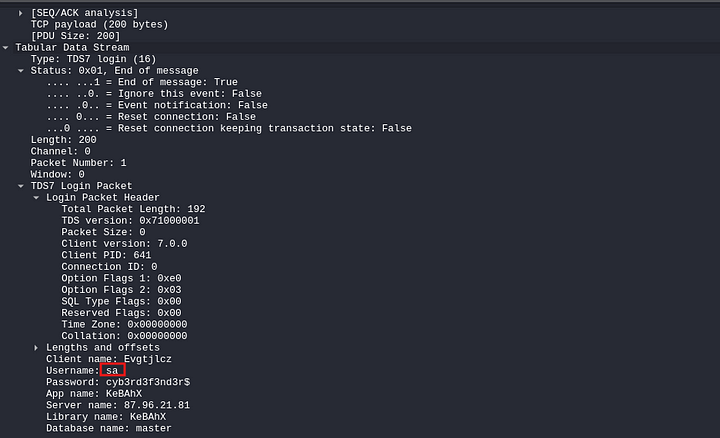 [SEQ/ACK analysis]
TCP payload (200 bytes)
[PDU Size: 200]
Tabular Data Stream
Type: TDS7 login (16)
Status: 0x01, End of message
.... ...1 = End of message: True
.... ..0. = Ignore this event: False
.... .0.. = Event notification: False
.... 0... = Reset connection: False
...0 .... = Reset connection keeping transaction state: False
Length: 200
Channel: 0
Packet Number: 1
Window: 0
TDS7 Login Packet
Login Packet Header
Total Packet Length: 192
TDS version: 0x71000001
Packet Size: 0
Client version: 7.0.0
Client PID: 641
Connection ID: 0
Option Flags 1: 0xe0
Option Flags 2: 0x03
SQL Type Flags: 0x00
Reserved Flags: 0x00
Time Zone: 0x00000000
Collation: 0x00000000
Lengths and offsets
Client name: Evgtjlcz
Username: sa
Password: cyb3rd3f3nd3r$
App name: KeBAhX
Server name: 87.96.21.81
Library name: KeBAhX
Database name: master